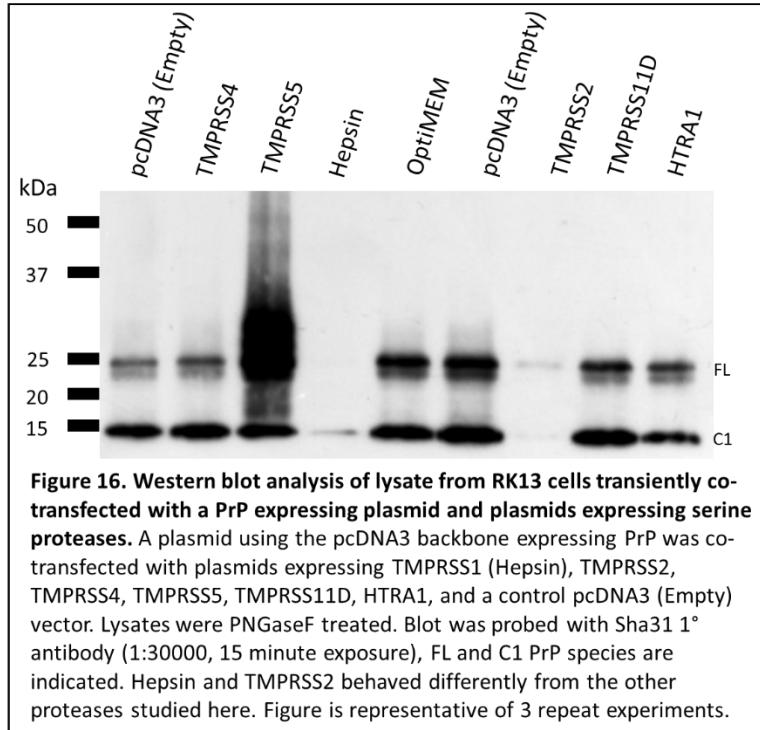 pcDNA3 (Empty)
TMPRSS4
TMPRSS5
Hepsin
OptiMEM
pcDNA3 (Empty)
TMPRSS2
TMPRSS11D
HTRA1
kDa
50
37
25
20
15
FL
C1
Figure 16. Western blot analysis of lysate from RK13 cells transiently co-
transfected with a PrP expressing plasmid and plasmids expressing serine
proteases. A plasmid using the pcDNA3 backbone expressing PrP was co-
transfected with plasmids expressing TMPRSS1 (Hepsin), TMPRSS2,
TMPRSS4, TMPRSS5, TMPRSS11D, HTRA1, and a control pcDNA3 (Empty)
vector. Lysates were PNGaseF treated. Blot was probed with Sha31 1°
antibody (1:30000, 15 minute exposure), FL and C1 PrP species are
indicated. Hepsin and TMPRSS2 behaved differently from the other
proteases studied here. Figure is representative of 3 repeat experiments.